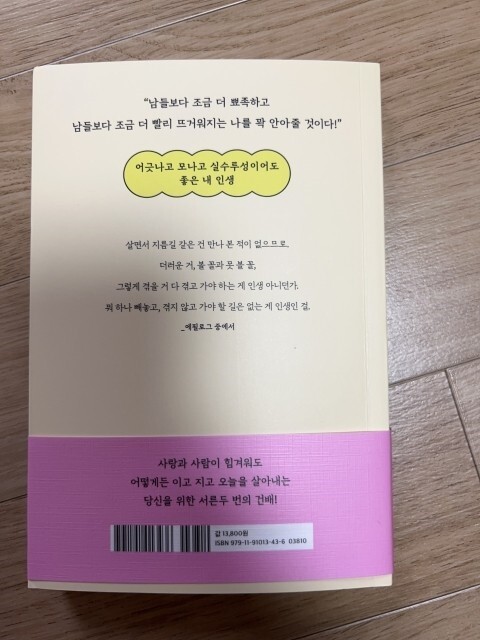 “남들보다 조금 더 뾰족하고
남들보다 조금 더 빨리 뜨거워지는 나를 꽉 안아줄 것이다!”
어긋나고 모나고 실수투성이어도
좋은 내 인생
살면서 지름길 같은 건 만나 본 적이 없으므로.
더러운 거, 볼 꼴과 못 볼 꼴,
그렇게 겪을 거 다 겪고 가야 하는 게 인생 아니던가.
뭐 하나 빼놓고, 겪지 않고 가야 할 길은 없는 게 인생인 걸.
_에필로그 중에서
사랑과 사람이 힘겨워도
어떻게든 이고 지고 오늘을 살아내는
당신을 위한 서른두 번의 건배!
값 13,800원
ISBN 979-11-91013-43-6 03810